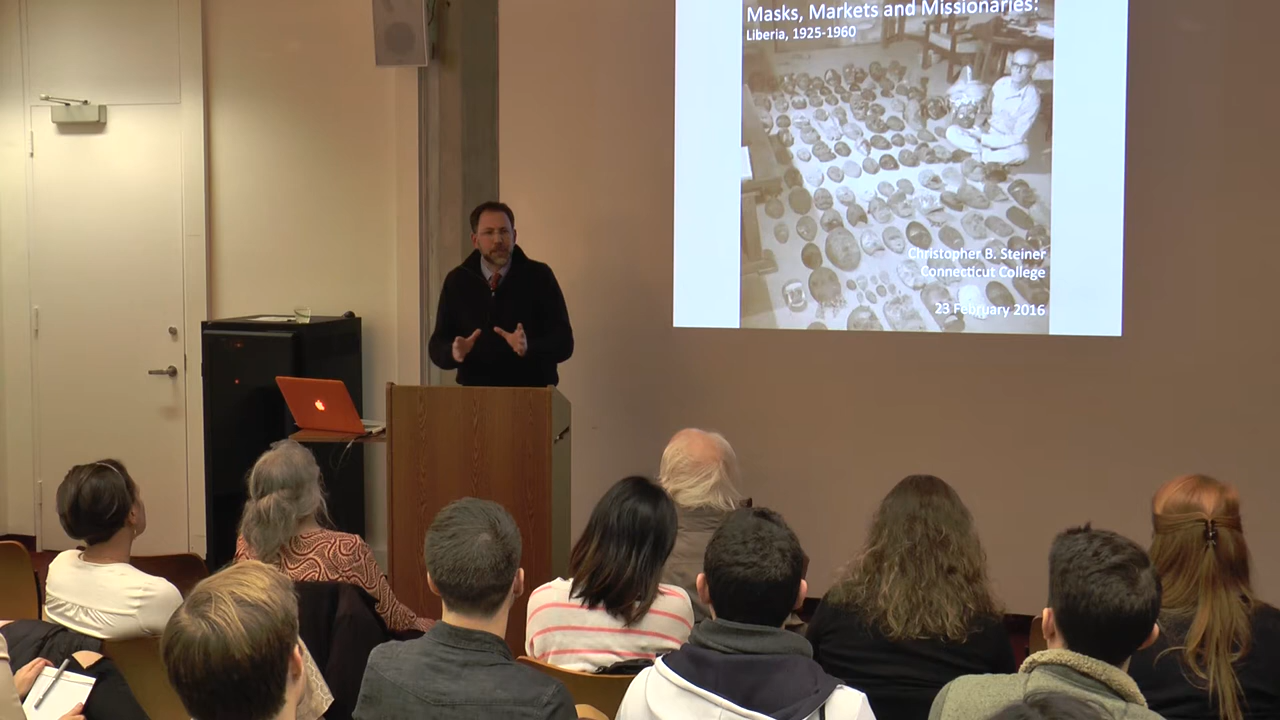 Masks, Markets and Missionaries:
Liberia, 1925-1960
Christopher B. Steiner
Connecticut College
23 February 2016